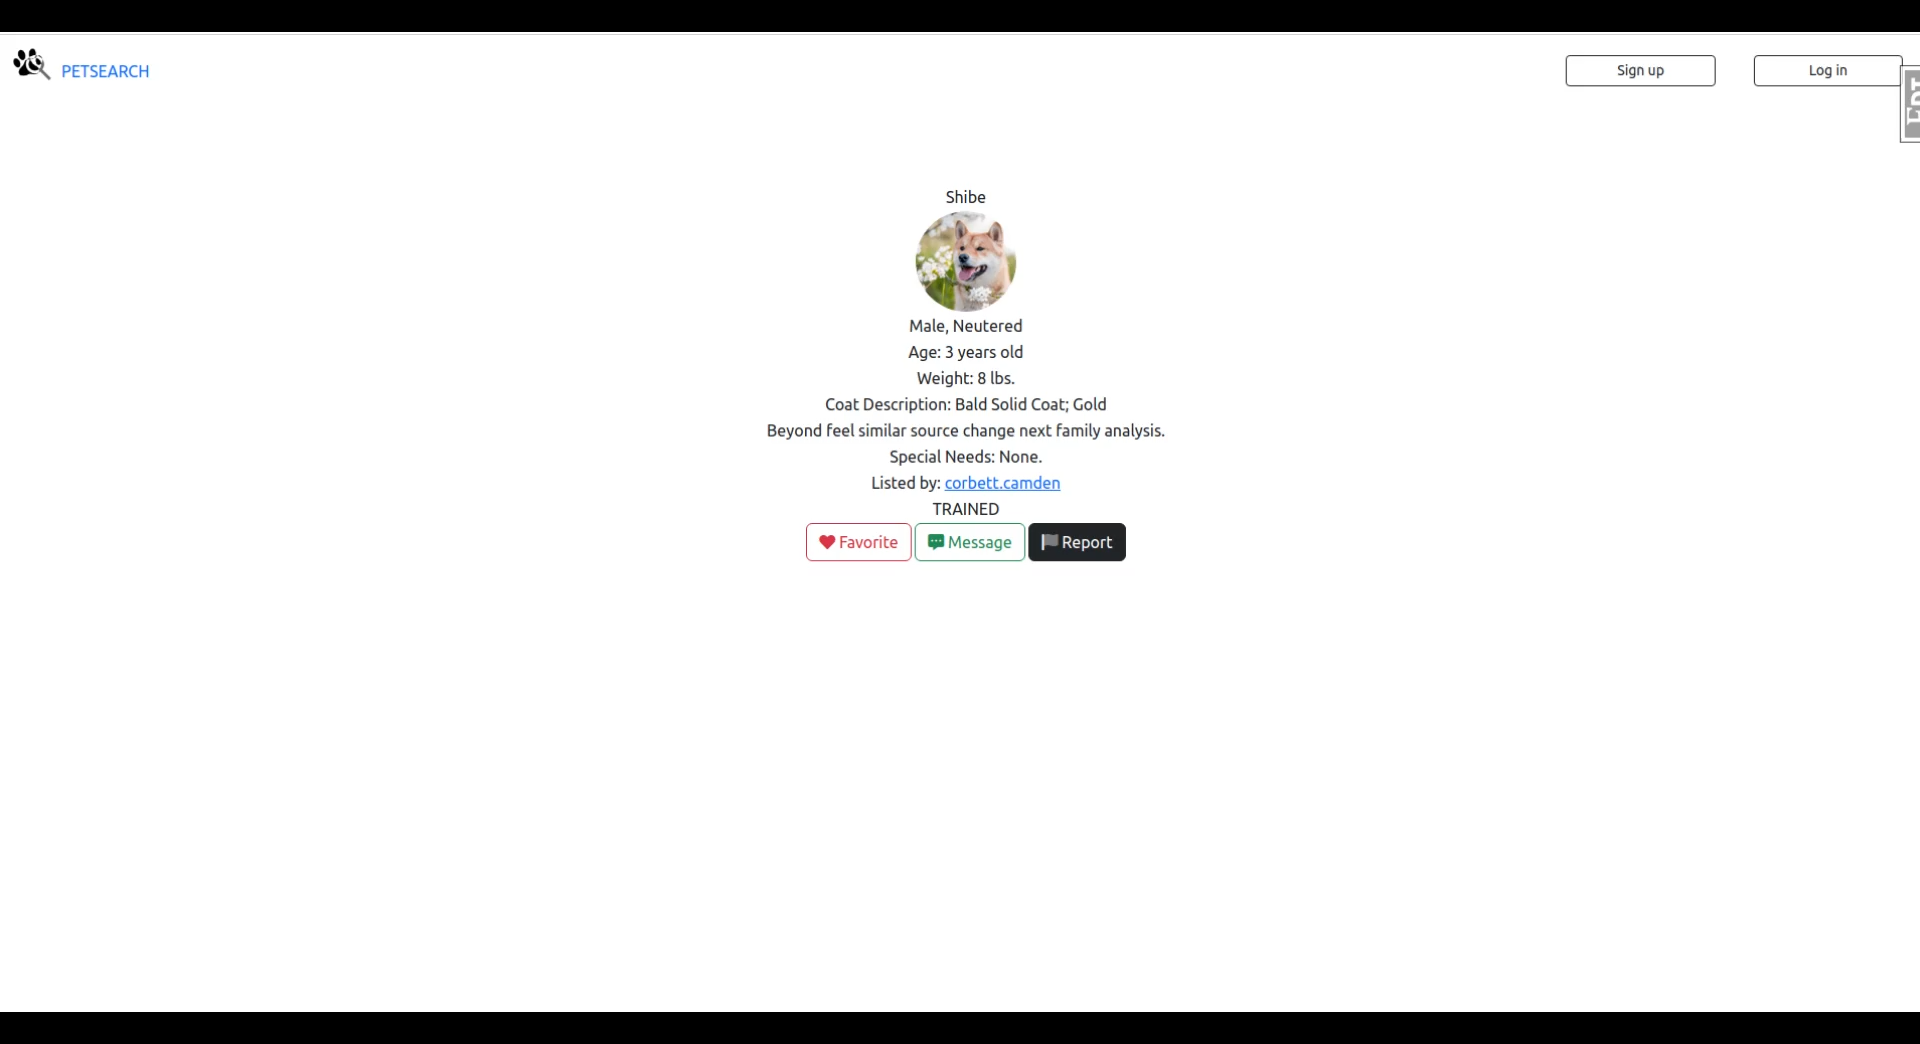 PETSEARCH
Sign up
Log in
Shibe
Male, Neutered
Age: 3 years old
Weight: 8 lbs.
Coat Description: Bald Solid Coat; Gold
Beyond feel similar source change next family analysis.
Special Needs: None.
Listed by: corbett.camden
TRAINED
Favorite
Message
Report